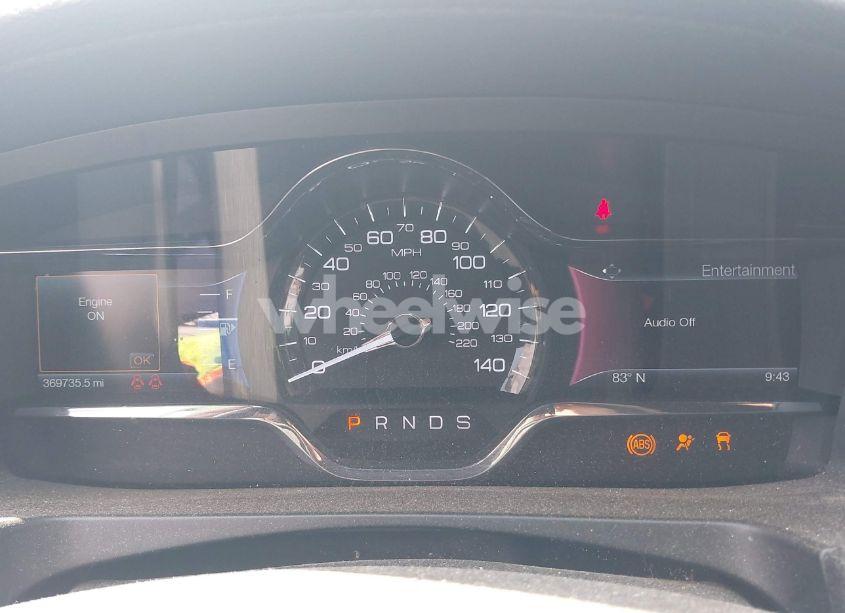 Engine
ON
OK
369735.5 mi
F
E
0
10
20
30
40
50
60
70
80
90
100
110
120
130
140
MPH
km/h
20
40
60
80
100
120
140
160
180
200
220
wheelwise
P R N D S
Entertainment
Audio Off
83° N
9:43
ABS